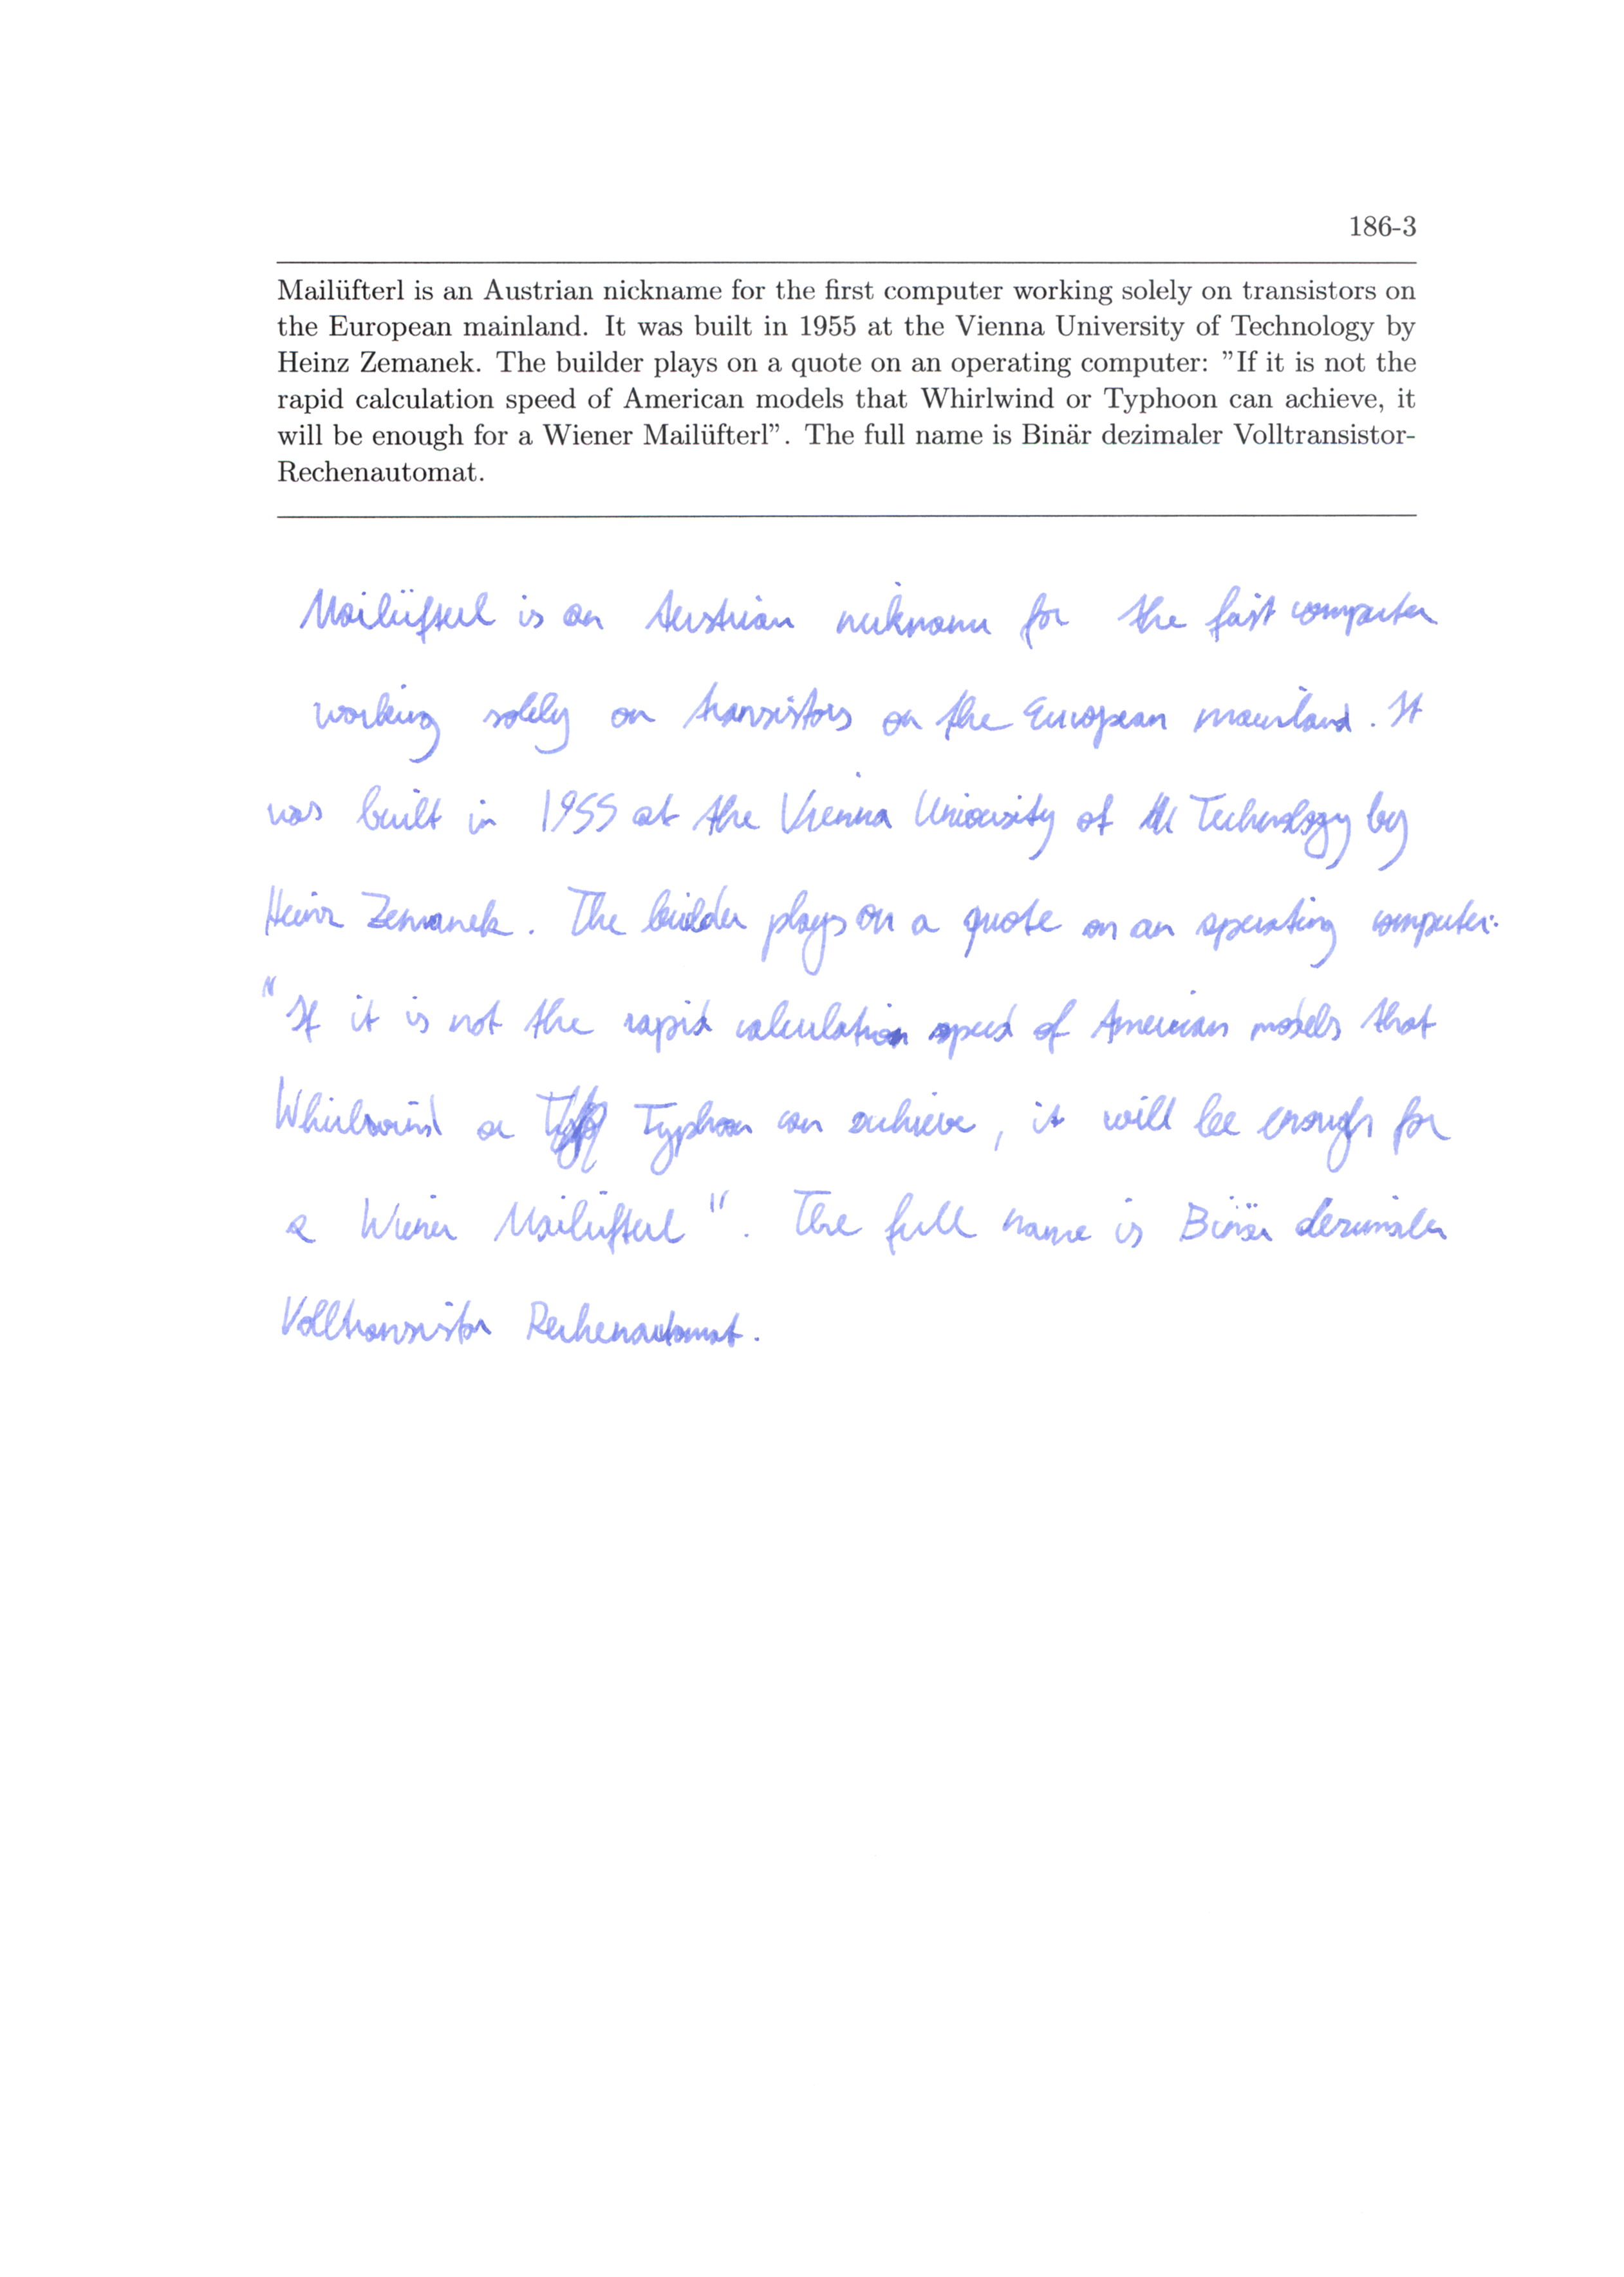 186-3
Mailüfterl is an Austrian nickname for the first computer working solely on transistors on
the European mainland. It was built in 1955 at the Vienna University of Technology by
Heinz Zemanek. The builder plays on a quote on an operating computer: "If it is not the
rapid calculation speed of American models that Whirlwind or Typhoon can achieve, it
will be enough for a Wiener Mailüfterl". The full name is Binär dezimaler Volltransistor-
Rechenautomat.
Mailüfterl is an Austrian nickname for the first computer
working solely on transistors on the European mainland. It
was built in 1955 at the Vienna University of Technology by
Heinz Zemanek. The builder plays on a quote on an operating computer:
"If it is not the rapid calculation speed of American models that
Whirlwind or Typhoon can achieve, it will be enough for
a Wiener Mailüfterl". The full name is Binär dezimaler
Volltransistor Rechenautomat.